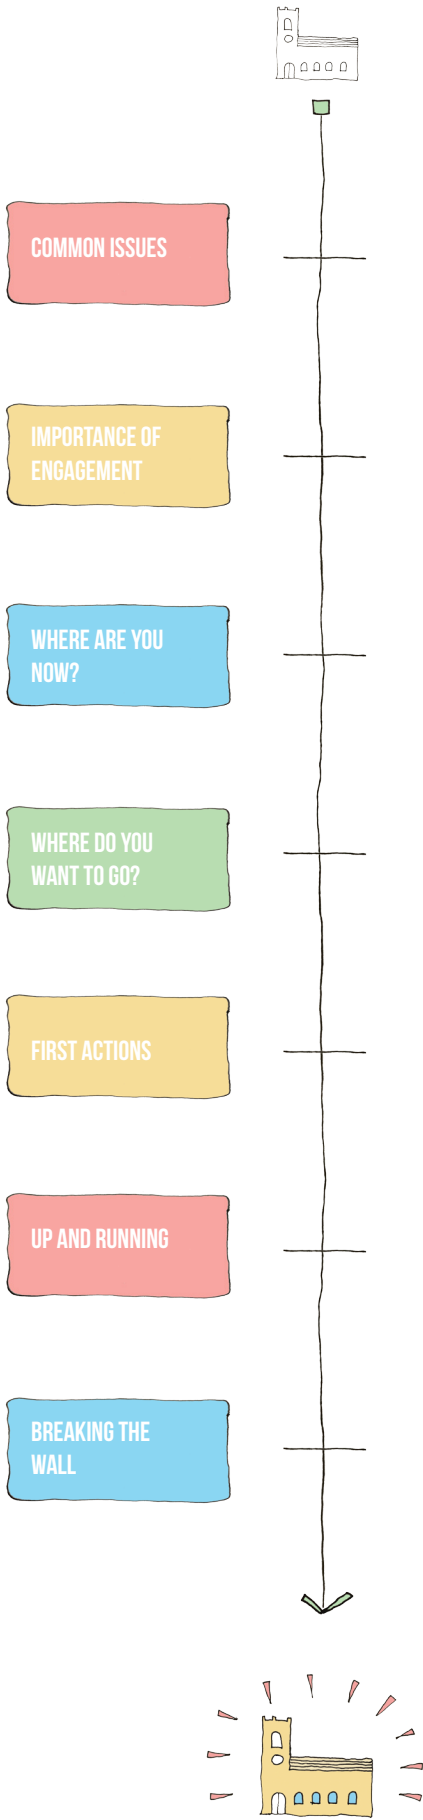 COMMON ISSUES
IMPORTANCE OF
ENGAGEMENT
WHERE ARE YOU
NOW?
WHERE DO YOU
WANT TO GO?
FIRST ACTIONS
UP AND RUNNING
BREAKING THE
WALL